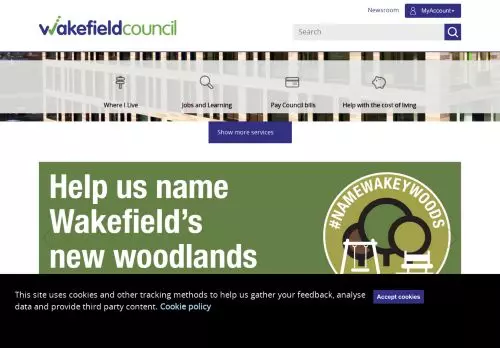 Newsroom
MyAccount+
wakefieldcouncil
Search
Where I Live
Jobs and Learning
Pay Council bills
Help with the cost of living
Show more services
Help us name
Wakefield's
new woodlands
#NAMEWAKEYWOODS
This site uses cookies and other tracking methods to help us gather your feedback, analyse
data and provide third party content. Cookie policy
Accept cookies